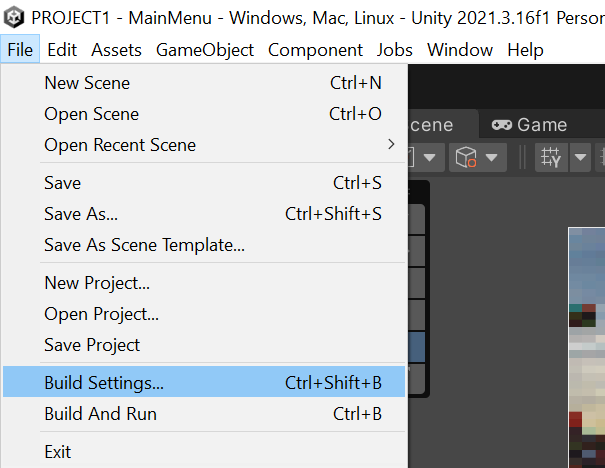 PROJECT1 - MainMenu - Windows, Mac, Linux - Unity 2021.3.16f1 Person
File Edit Assets GameObject Component Jobs Window Help
New Scene Ctrl+N
Open Scene Ctrl+O
Open Recent Scene
Save Ctrl+S
Save As... Ctrl+Shift+S
Save As Scene Template...
New Project...
Open Project...
Save Project
Build Settings... Ctrl+Shift+B
Build And Run Ctrl+B
Exit
cene Game